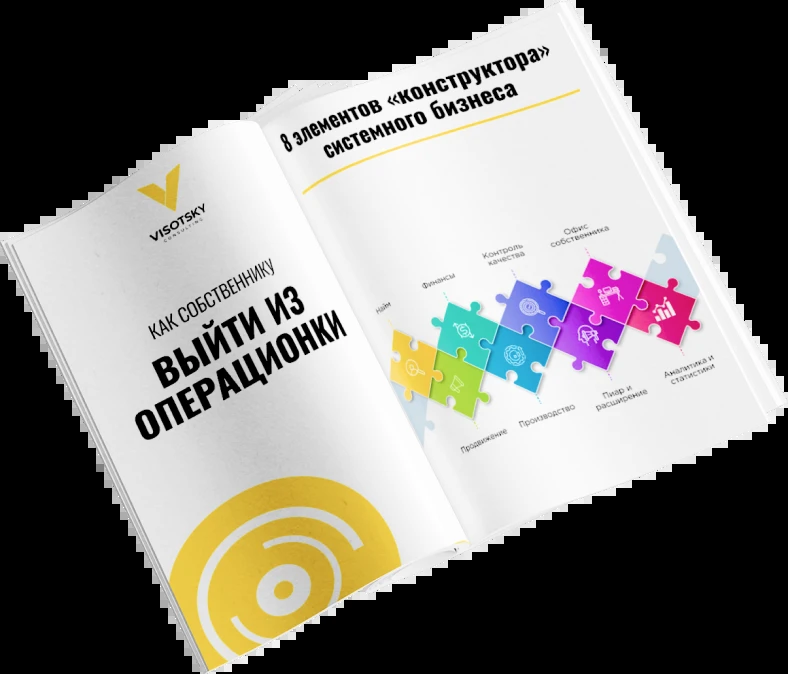 VISOTSKY
CONSULTING
КАК СОБСТВЕННИКУ
ВЫЙТИ ИЗ
ОПЕРАЦИОНКИ
8 элементов «конструктора»
системного бизнеса
Найм
Финансы
Контроль
качества
Офис
собственника
Продвижение
Производство
Пиар и
расширение
Аналитика и
статистики